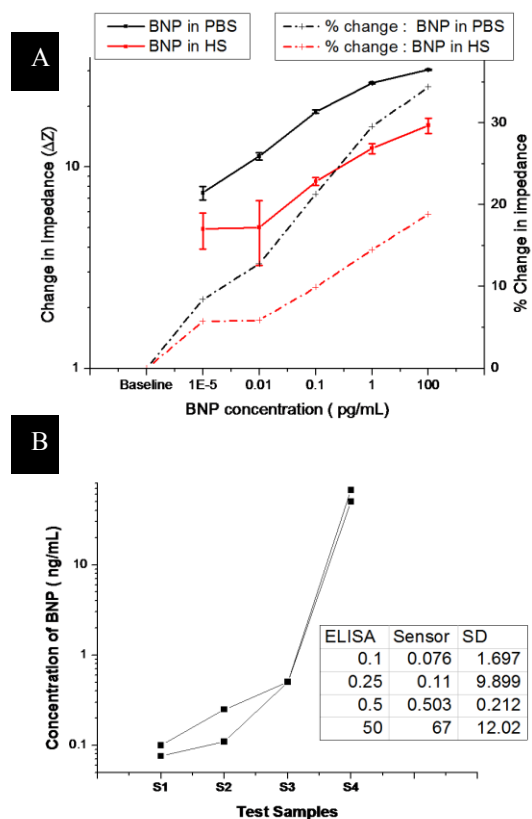 A
BNP in PBS
BNP in HS
% change : BNP in PBS
% change : BNP in HS
Change in Impedance (ΔZ)
10
1
% Change in Impedance
30
20
10
0
Baseline 1E-5 0.01 0.1 1 100
BNP concentration ( pg/mL)
B
Concentration of BNP ( ng/mL)
10
1
0.1
ELISA Sensor SD
0.1 0.076 1.697
0.25 0.11 9.899
0.5 0.503 0.212
50 67 12.02
S1 S2 S3 S4
Test Samples